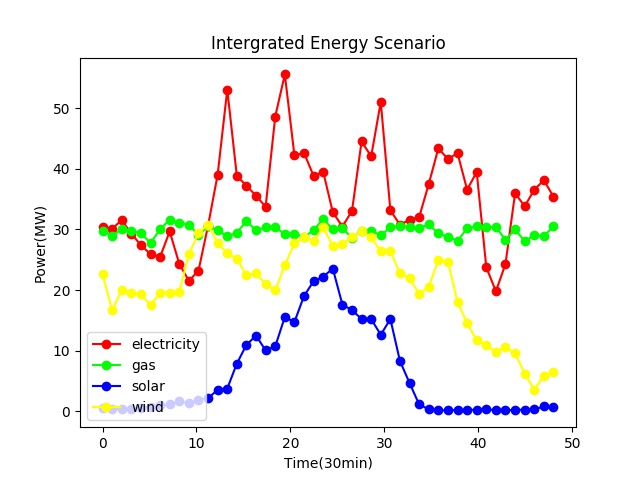 Intergrated Energy Scenario
Power(MW)
50
40
30
20
10
0
electricity
gas
solar
wind
0 10 20 30 40 50
Time(30min)